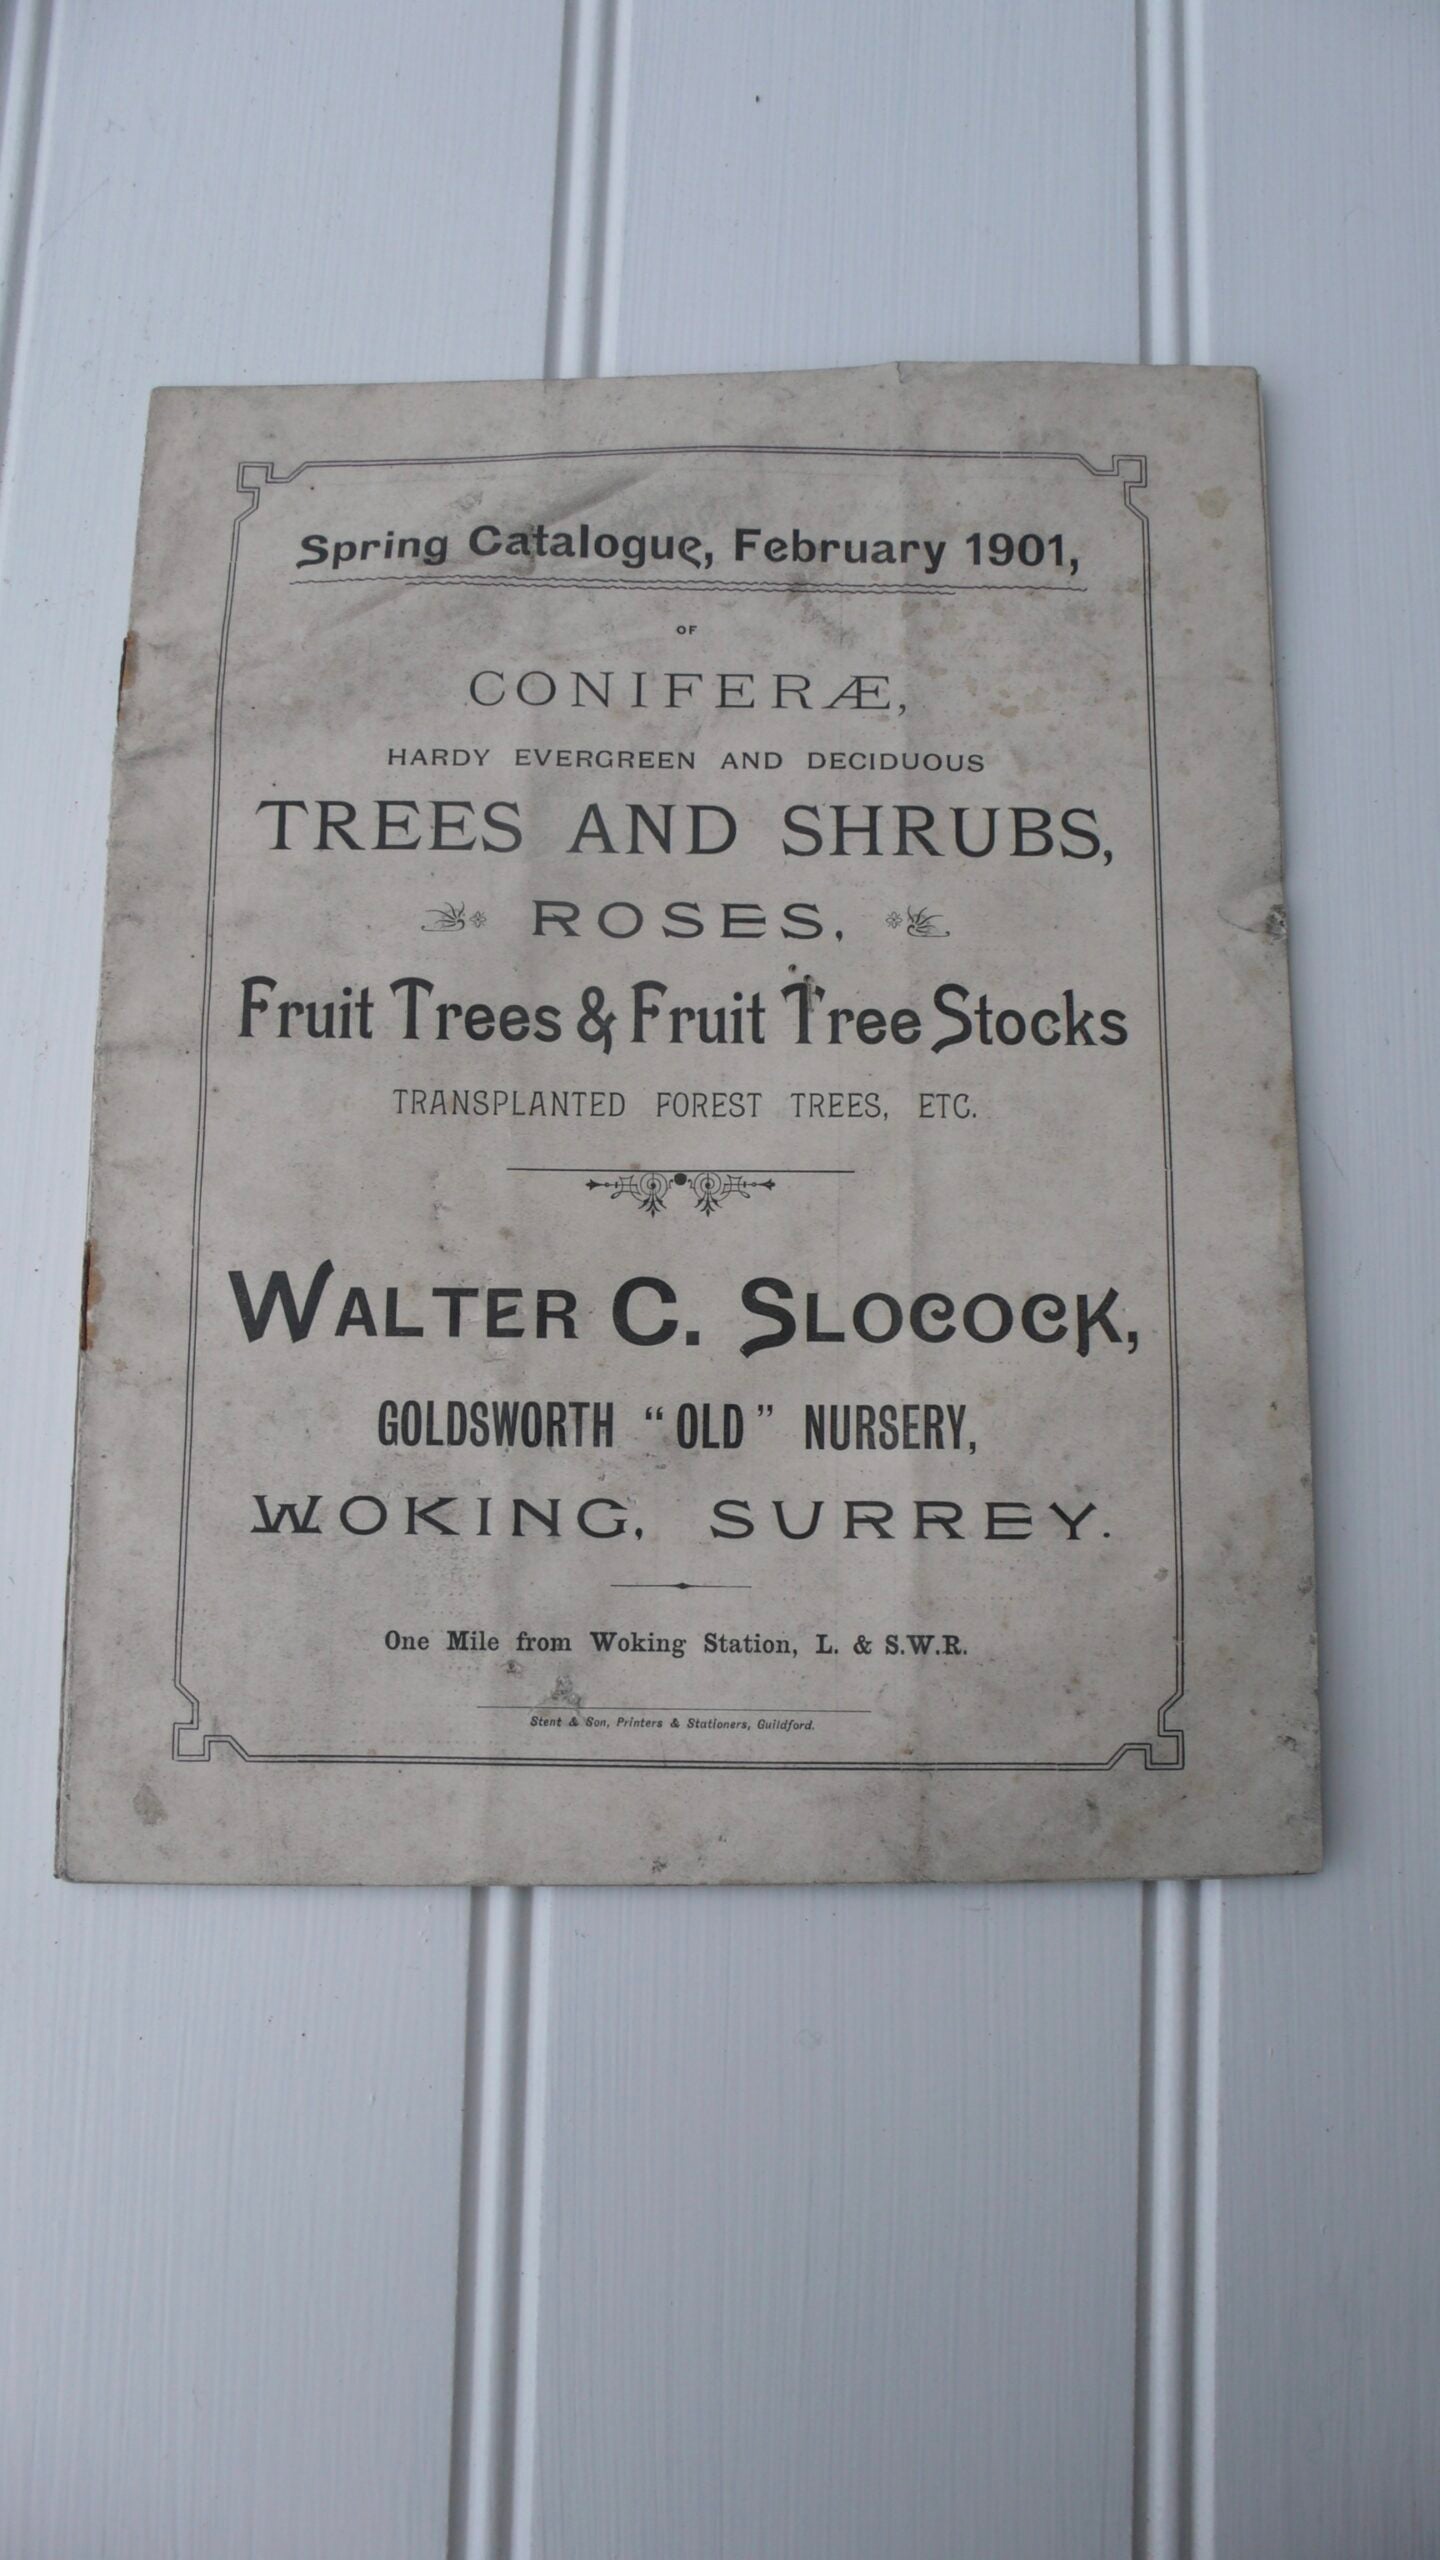 Spring Catalogue, February 1901,
OF
CONIFERÆ,
HARDY EVERGREEN AND DECIDUOUS
TREES AND SHRUBS,
ROSES,
Fruit Trees & Fruit Tree Stocks
TRANSPLANTED FOREST TREES, ETC.
WALTER C. SLOCOCK,
GOLDSWORTH "OLD" NURSERY,
WOKING, SURREY.
One Mile from Woking Station, L. & S.W.R.
Stent & Son, Printers & Stationers, Guildford.